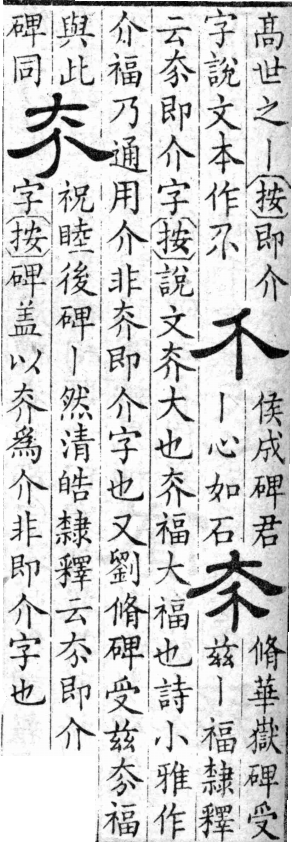 高世之丨按即介
字說文本作
介
侯成碑君
丨心如石
夰
脩華嶽碑受
茲丨福隸釋
云夰即介字按說文夰大也夰福大福也詩小雅作
介福乃通用介非夰即介字也又劉脩碑受茲夰福
與此
碑同
夰
祝睦後碑丨然清皓隸釋云夰即介
字按碑盖以夰爲介非即介字也